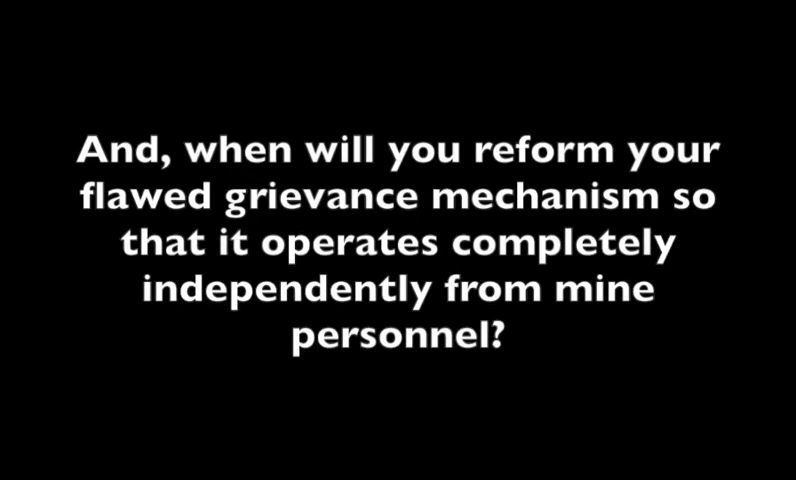 And, when will you reform your
flawed grievance mechanism so
that it operates completely
independently from mine
personnel?